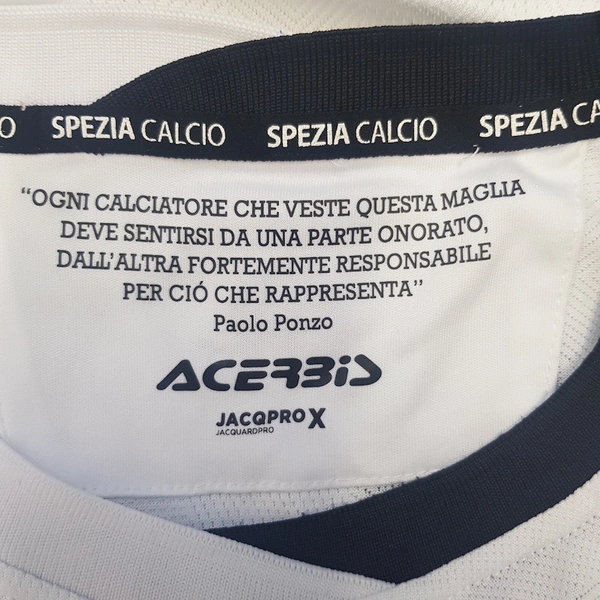 O SPEZIA CALCIO SPEZIA CALCIO SPEZIA CA
“OGNI CALCIATORE CHE VESTE QUESTA MAGLIA
DEVE SENTIRSI DA UNA PARTE ONORATO,
DALL’ALTRA FORTEMENTE RESPONSABILE
PER CIÓ CHE RAPPRESENTA”
Paolo Ponzo
ACERBIS
JACQPRO X
JACQUARDPRO